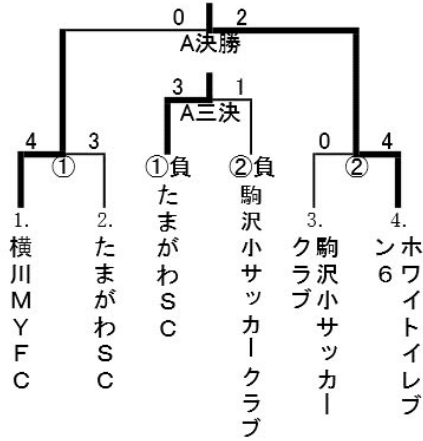 0 2
A決勝
3 1
A三決
4 3
0 4
①
①負
②負
②
1.
横川MYFC
2.
たまがわSC
たまがわSC
駒沢小サッカークラブ
3.
駒沢小サッカー
クラブ
4.
ホワイトイレブ
ン6